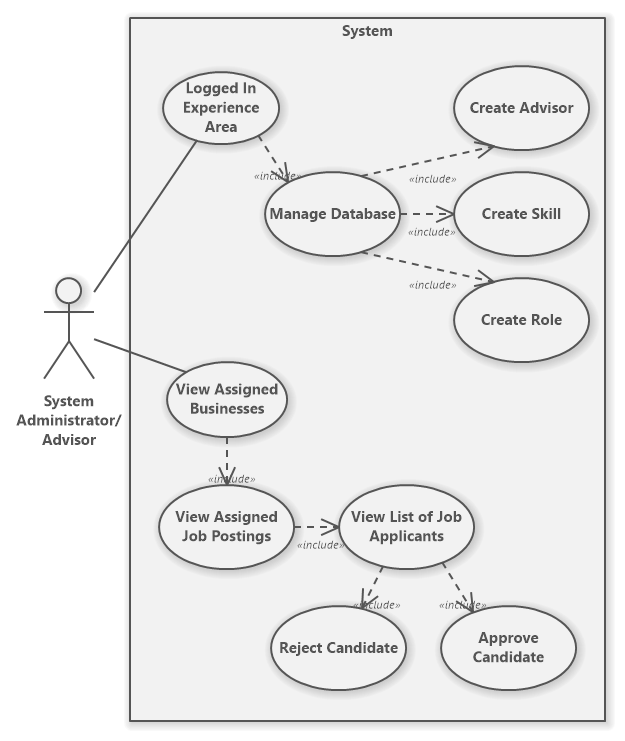 System
Logged In
Experience
Area
Create Advisor
«include»
«include»
Manage Database
Create Skill
«include»
«include»
Create Role
System
Administrator/
Advisor
View Assigned
Businesses
«include»
View Assigned
Job Postings
View List of Job
Applicants
«include»
«include»
«include»
Reject Candidate
Approve
Candidate